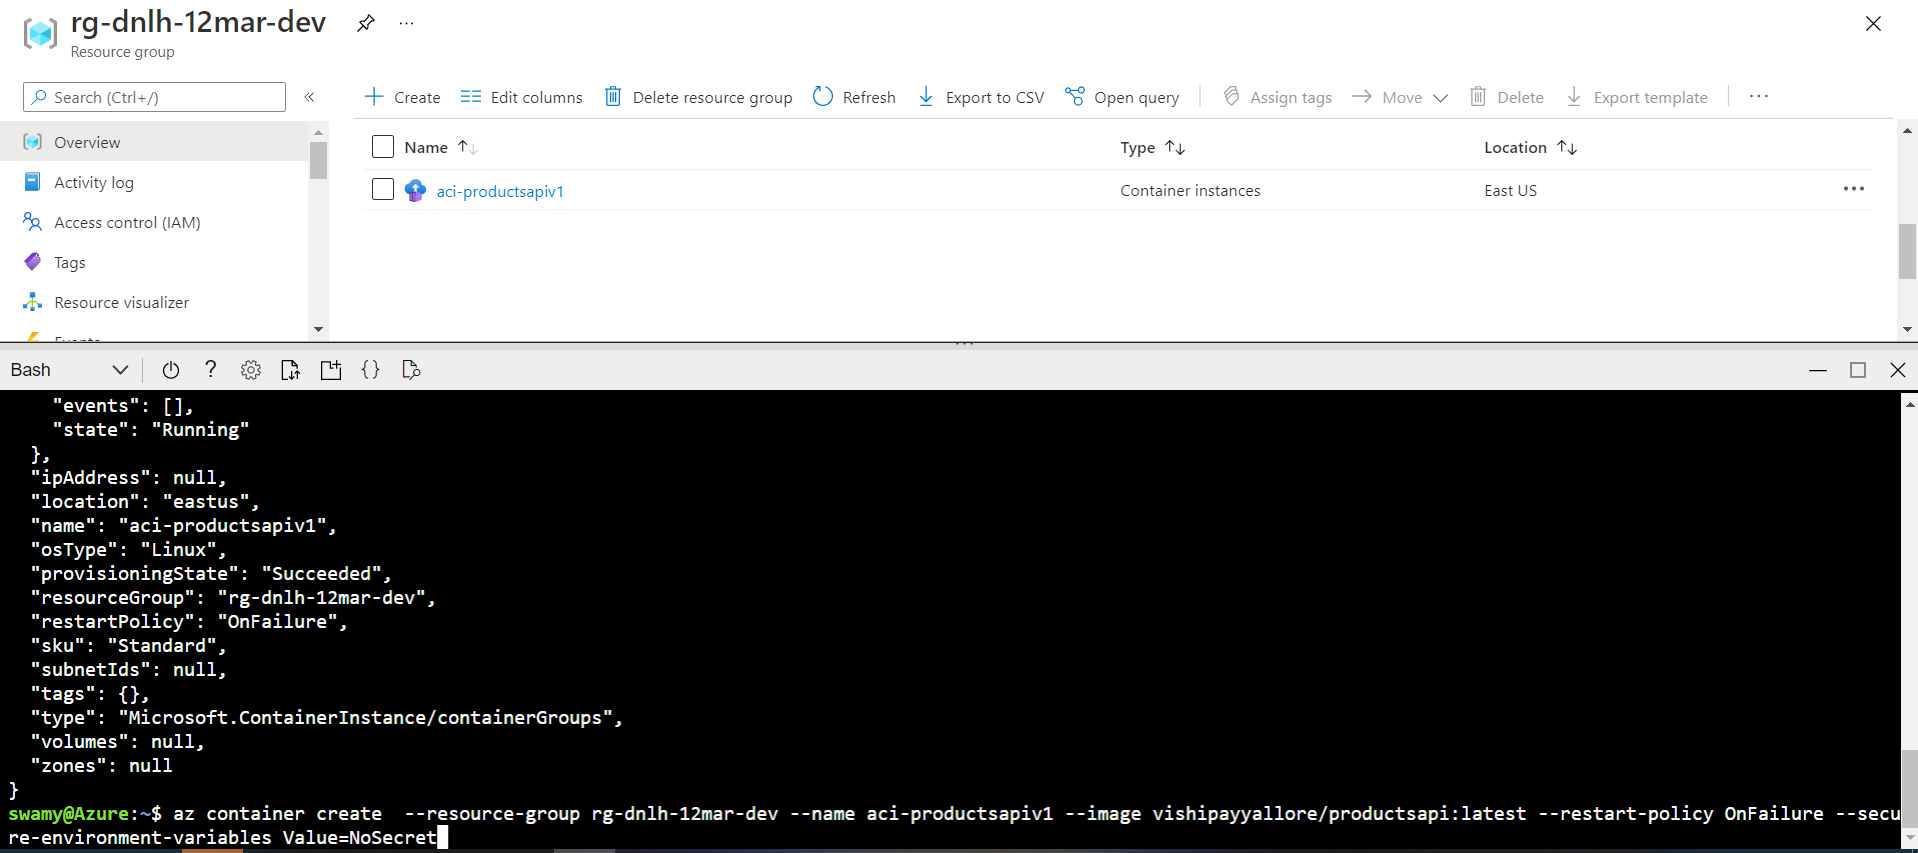 rg-dnlh-12mar-dev
Resource group
Search (Ctrl+/)
Create Edit columns Delete resource group Refresh Export to CSV Open query Assign tags Move Delete Export template
Overview
Activity log
Access control (IAM)
Tags
Resource visualizer
Events
Name Type Location
aci-productsapiv1 Container instances East US
Bash
"events": [],
"state": "Running"
},
"ipAddress": null,
"location": "eastus",
"name": "aci-productsapiv1",
"osType": "Linux",
"provisioningState": "Succeeded",
"resourceGroup": "rg-dnlh-12mar-dev",
"restartPolicy": "OnFailure",
"sku": "Standard",
"subnetIds": null,
"tags": {},
"type": "Microsoft.ContainerInstance/containerGroups",
"volumes": null,
"zones": null
}
swamy@Azure:~$ az container create  --resource-group rg-dnlh-12mar-dev --name aci-productsapiv1 --image vishipayyallore/productsapi:latest --restart-policy OnFailure --secu
re-environment-variables Value=NoSecret